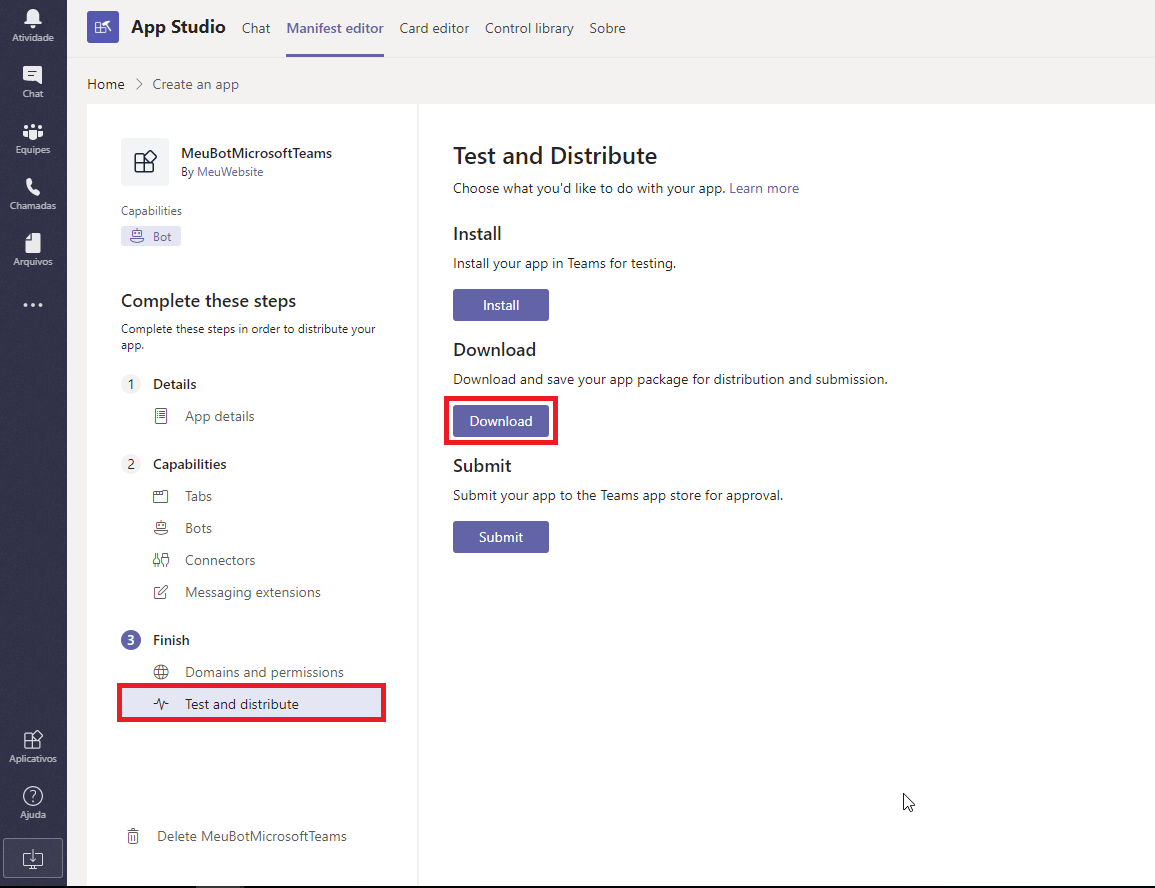 Atividade
Chat
Equipes
Chamadas
Arquivos
Aplicativos
Ajuda
App Studio
Chat
Manifest editor
Card editor
Control library
Sobre
Home
Create an app
MeuBotMicrosoftTeams
By MeuWebsite
Capabilities
Bot
Complete these steps
Complete these steps in order to distribute your
app.
1 Details
App details
2 Capabilities
Tabs
Bots
Connectors
Messaging extensions
3 Finish
Domains and permissions
Test and distribute
Delete MeuBotMicrosoftTeams
Test and Distribute
Choose what you'd like to do with your app. Learn more
Install
Install your app in Teams for testing.
Install
Download
Download and save your app package for distribution and submission.
Download
Submit
Submit your app to the Teams app store for approval.
Submit